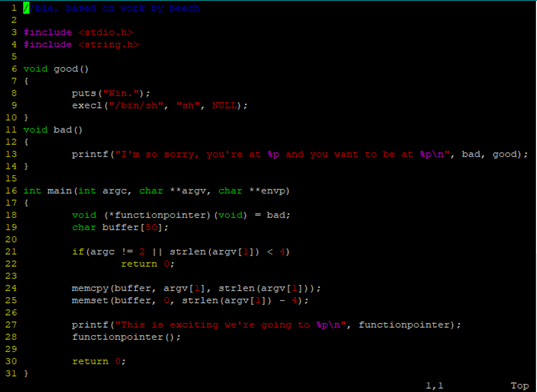 1 //bla, based on work by beach
2
3 #include <stdio.h>
4 #include <string.h>
5
6 void good()
7 {
8 puts("Win.");
9 execl("/bin/sh", "sh", NULL);
10 }
11 void bad()
12 {
13 printf("I'm so sorry, you're at %p and you want to be at %p\n", bad, good);
14 }
15
16 int main(int argc, char **argv, char **envp)
17 {
18 void (*functionpointer)(void) = bad;
19 char buffer[50];
20
21 if(argc != 2 || strlen(argv[1]) < 4)
22 return 0;
23
24 memcpy(buffer, argv[1], strlen(argv[1]));
25 memset(buffer, 0, strlen(argv[1]) - 4);
26
27 printf("This is exciting we're going to %p\n", functionpointer);
28 functionpointer();
29
30 return 0;
31 }
1,1 Top